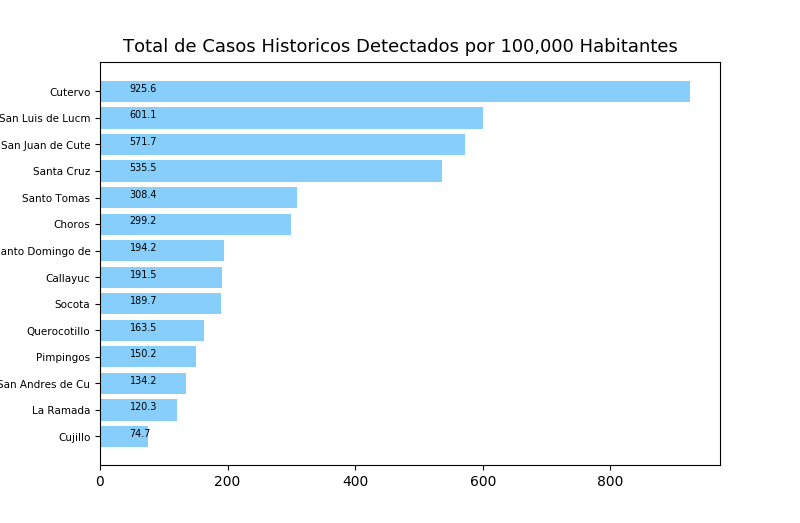 Total de Casos Historicos Detectados por 100,000 Habitantes
Cutervo 925.6
San Luis de Lucm 601.1
San Juan de Cute 571.7
Santa Cruz 535.5
Santo Tomas 308.4
Choros 299.2
anto Domingo de 194.2
Callayuc 191.5
Socota 189.7
Querocotillo 163.5
Pimpingos 150.2
San Andres de Cu 134.2
La Ramada 120.3
Cujillo 74.7
0 200 400 600 800